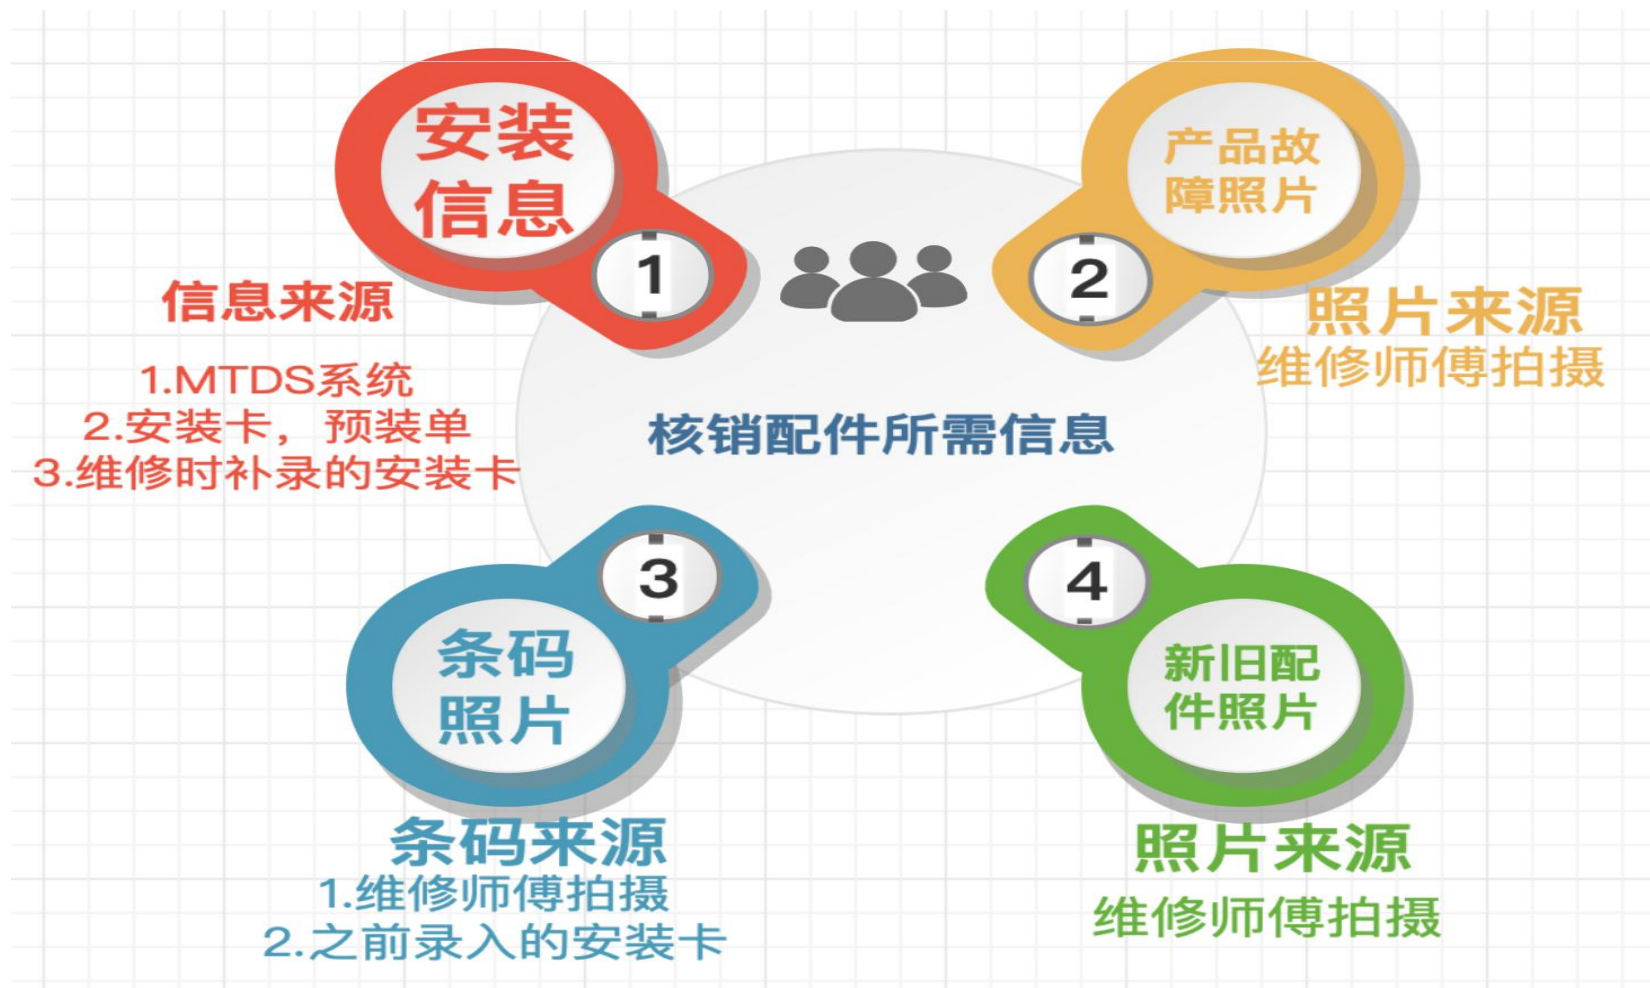 安装
信息
1
信息来源
1.MTDS系统
2.安装卡，预装单
3.维修时补录的安装卡
产品故
障照片
2
照片来源
维修师傅拍摄
核销配件所需信息
3
条码
照片
条码来源
1.维修师傅拍摄
2.之前录入的安装卡
4
新旧配
件照片
照片来源
维修师傅拍摄